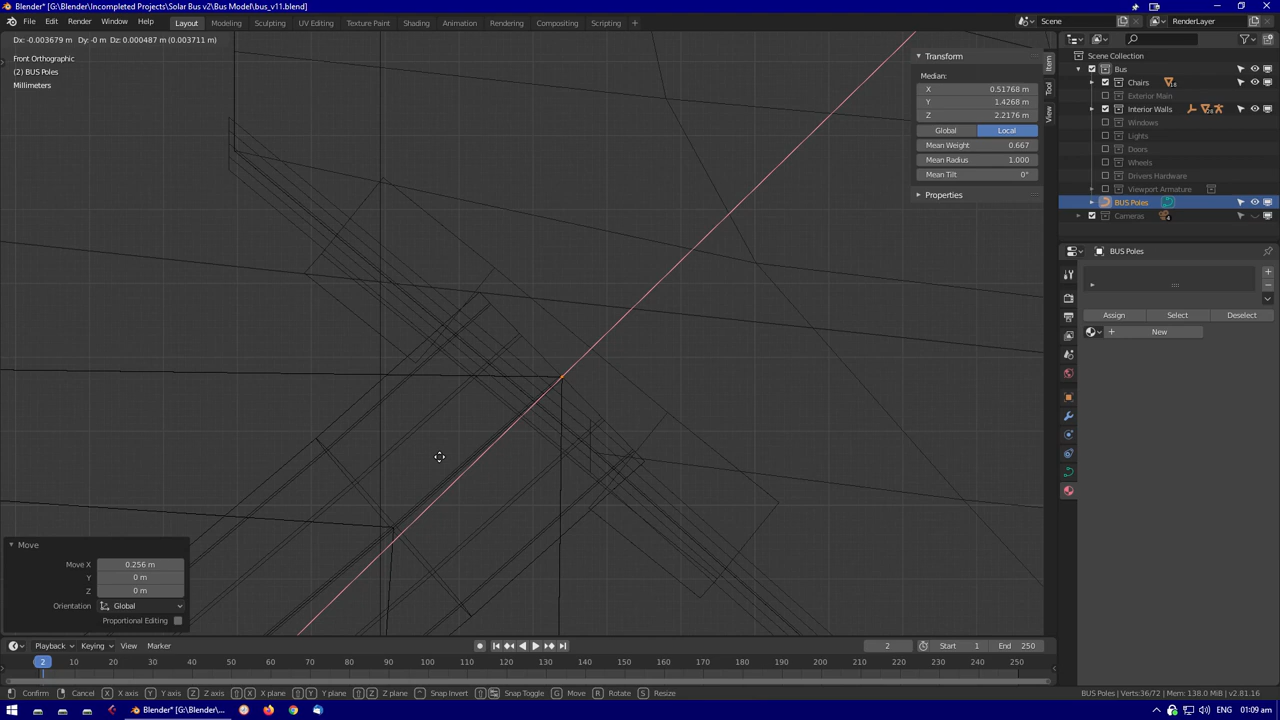 Blender* [G:\Incompleted Projects\Solar Bus v2\Bus Model\bus_v11.blend]
File Edit Render Window Help Layout Modeling Sculpting UV Editing Texture Paint Shading Animation Rendering Compositing Scripting + Scene RenderLayer
Dx: -0.003679 m Dy: -0 m Dz: 0.000487 m (0.003711 m)
Front Orthographic
(2) BUS Poles
Millimeters
Transform
Median:
X 0.51768 m
Y 1.4268 m
Z 2.2176 m
Global Local
Mean Weight 0.667
Mean Radius 1.000
Mean Tilt 0°
Properties
Item
Tool
View
Scene Collection
Bus
Chairs 18
Exterior Main
Interior Walls
Windows
Lights
Doors
Wheels
Drivers Hardware
Viewport Armature
BUS Poles
Cameras 4
BUS Poles
Assign Select Deselect
New
Move
Move X 0.256 m
Y 0 m
Z 0 m
Orientation Global
Proportional Editing
Playback Keying View Marker 2 Start 1 End 250
2 10 20 30 40 50 60 70 80 90 100 110 120 130 140 150 160 170 180 190 200 210 220 230 240 250
Confirm Cancel X X axis Y Y axis Z Z axis X X plane Y Y plane Z Z plane Snap Invert Snap Toggle G Move R Rotate S Resize BUS Poles | Verts:36/72 | Mem: 138.0 MiB | v2.81.16
Blender* [G:\Inco... ENG 01:09 am